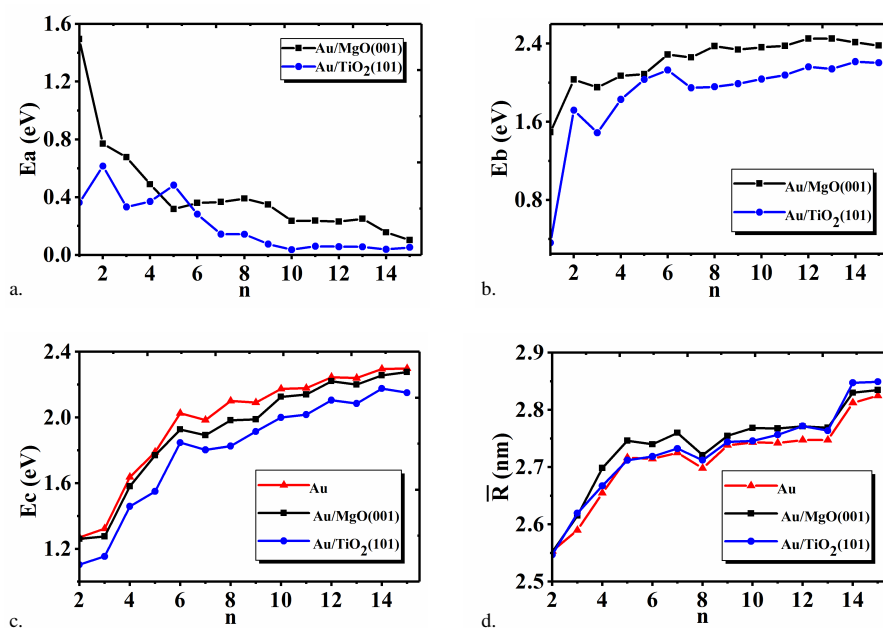 1.6
1.2
0.8
0.4
0.0
Ea (eV)
Au/MgO(001)
Au/TiO2(101)
2 4 6 8 10 12 14
n
a.
2.4
1.6
0.8
Eb (eV)
Au/MgO(001)
Au/TiO2(101)
2 4 6 8 10 12 14
n
b.
2.4
2.0
1.6
1.2
Ec (eV)
Au
Au/MgO(001)
Au/TiO2(101)
2 4 6 8 10 12 14
n
c.
2.9
2.8
2.7
2.6
2.5
R̅ (nm)
Au
Au/MgO(001)
Au/TiO2(101)
2 4 6 8 10 12 14
n
d.